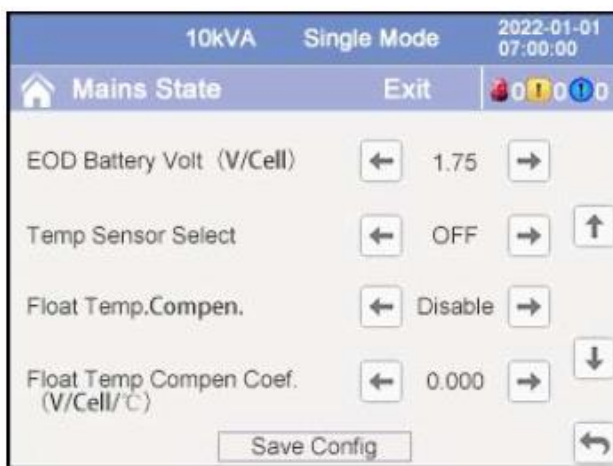 10kVA Single Mode 2022-01-01
07:00:00
Mains State Exit 0 0 0
EOD Battery Volt (V/Cell) 1.75
Temp Sensor Select OFF
Float Temp.Compen. Disable
Float Temp Compen Coef. 0.000
(V/Cell/℃)
Save Config